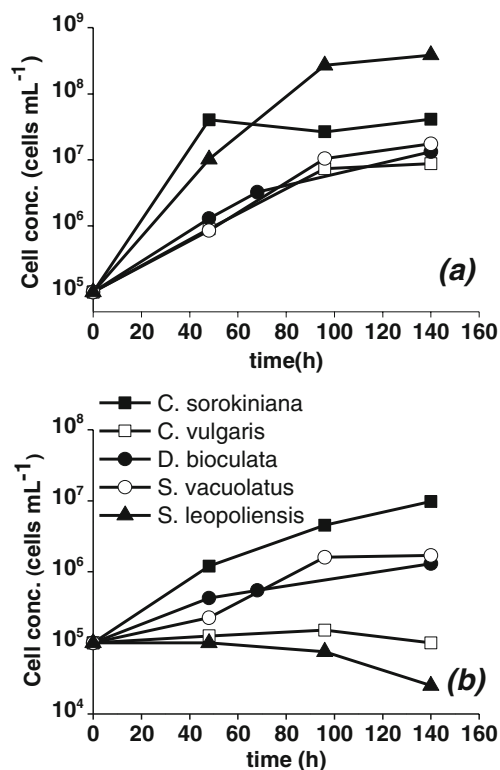 Cell conc. (cells mL⁻¹)
10⁹
10⁸
10⁷
10⁶
10⁵
(a)
0 20 40 60 80 100 120 140 160
time(h)
C. sorokiniana
C. vulgaris
D. bioculata
S. vacuolatus
S. leopoliensis
Cell conc. (cells mL⁻¹)
10⁸
10⁷
10⁶
10⁵
10⁴
(b)
0 20 40 60 80 100 120 140 160
time (h)